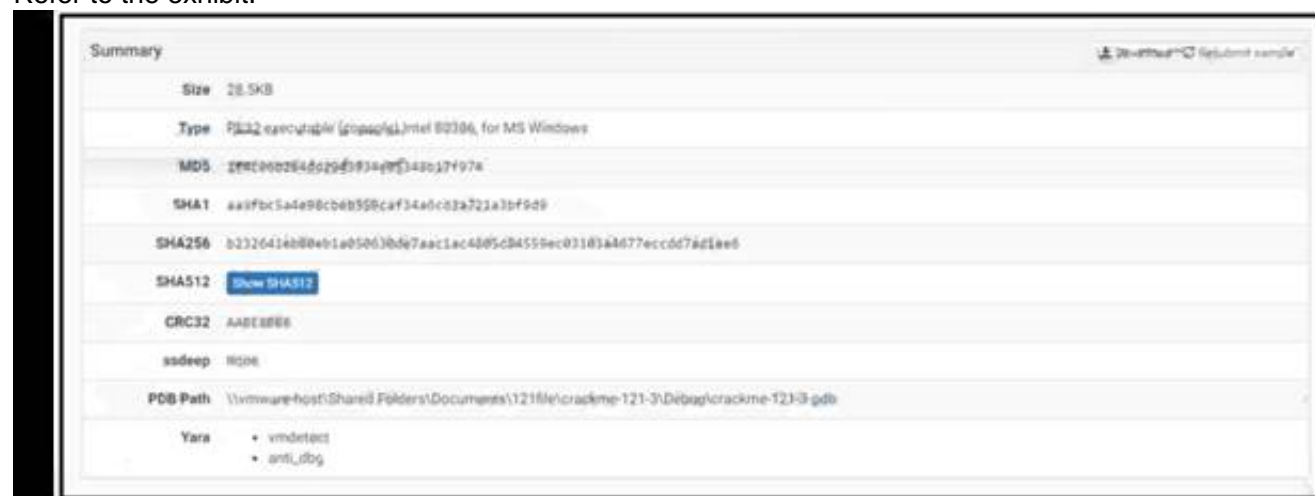 Refer to the exhibit.
Summary
Resubmit sample
Size 28.5KB
Type PE32 executable (console) Intel 80386, for MS Windows
MD5
SHA1
SHA256
SHA512 Show SHA512
CRC32
ssdeep None
PDB Path \\vmware-host\Shared Folders\Documents\121file\crackme-121-3\Debug\crackme-121-3.pdb
Yara • vmdetect
• anti_dbg